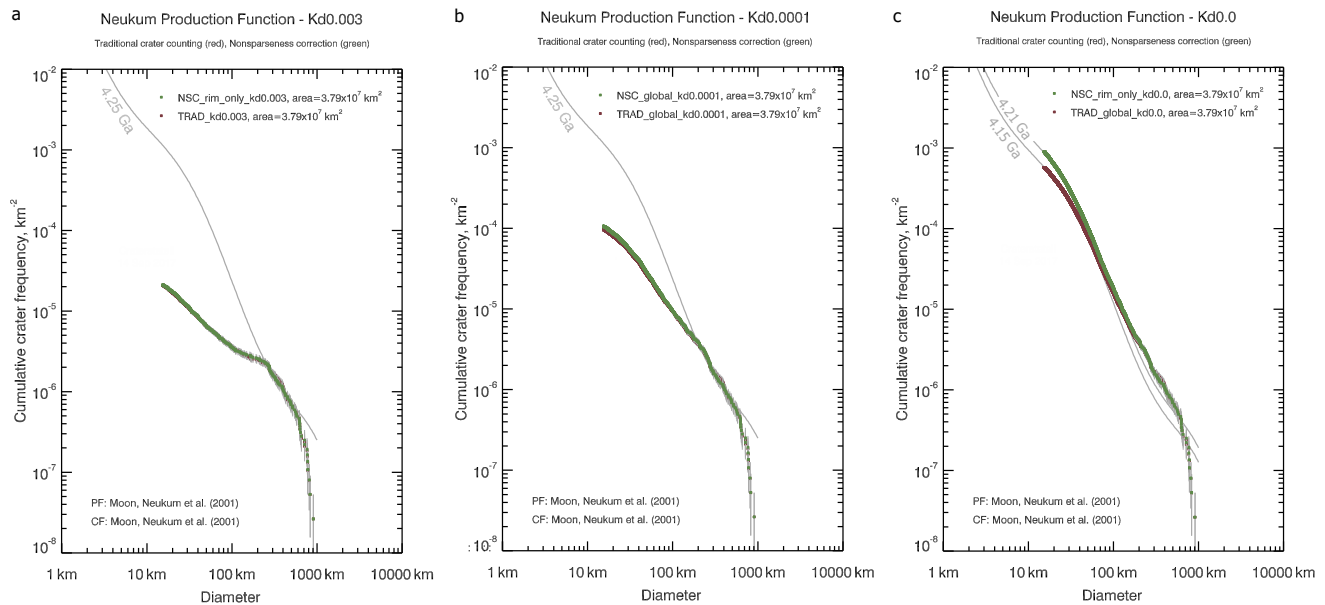 a
Neukum Production Function - Kd0.003
Traditional crater counting (red), Nonsparseness correction (green)
10-2
10-3
10-4
10-5
10-6
10-7
10-8
Cumulative crater frequency, km-2
4.25 Ga
NSC_rim_only_kd0.003, area=3.79x107 km2
TRAD_kd0.003, area=3.79x107 km2
PF: Moon, Neukum et al. (2001)
CF: Moon, Neukum et al. (2001)
1 km 10 km 100 km 1000 km 10000 km
Diameter
b
Neukum Production Function - Kd0.0001
Traditional crater counting (red), Nonsparseness correction (green)
10-2
10-3
10-4
10-5
10-6
10-7
:10-8
Cumulative crater frequency, km-2
4.25 Ga
NSC_global_kd0.0001, area=3.79x107 km2
TRAD_global_kd0.0001, area=3.79x107 km2
PF: Moon, Neukum et al. (2001)
CF: Moon, Neukum et al. (2001)
1 km 10 km 100 km 1000 km 10000 km
Diameter
c
Neukum Production Function - Kd0.0
Traditional crater counting (red), Nonsparseness correction (green)
10-2
10-3
10-4
10-5
10-6
10-7
10-8
Cumulative crater frequency, km-2
4.21 Ga
4.15 Ga
NSC_rim_only_kd0.0, area=3.79x107 km2
TRAD_global_kd0.0, area=3.79x107 km2
PF: Moon, Neukum et al. (2001)
CF: Moon, Neukum et al. (2001)
1 km 10 km 100 km 1000 km 10000 km
Diameter